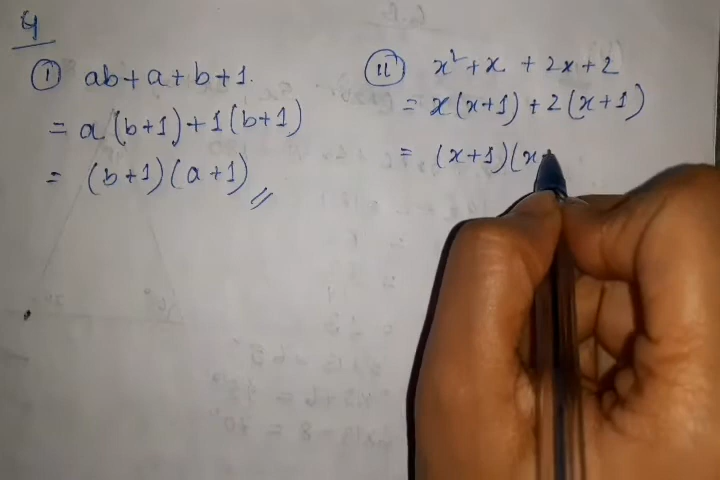 4
(i) ab + a + b + 1.
= a(b+1) + 1(b+1)
= (b+1)(a+1)
(ii) x² + x + 2x + 2
= x(x+1) + 2(x+1)
= (x+1)(x